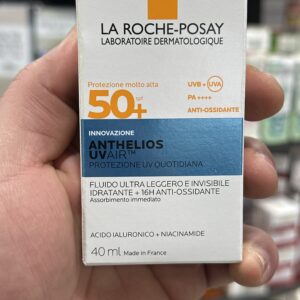 LA ROCHE-POSAY
LABORATOIRE DERMATOLOGIQUE
Protezione molto alta
50+
spf
UVB + UVA
PA ++++
ANTI-OSSIDANTE
INNOVAZIONE
ANTHELIOS
UVAIR™
PROTEZIONE UV QUOTIDIANA
FLUIDO ULTRA LEGGERO E INVISIBILE
IDRATANTE + 16H ANTI-OSSIDANTE
Assorbimento immediato
ACIDO IALURONICO + NIACINAMIDE
40 ml Made in France